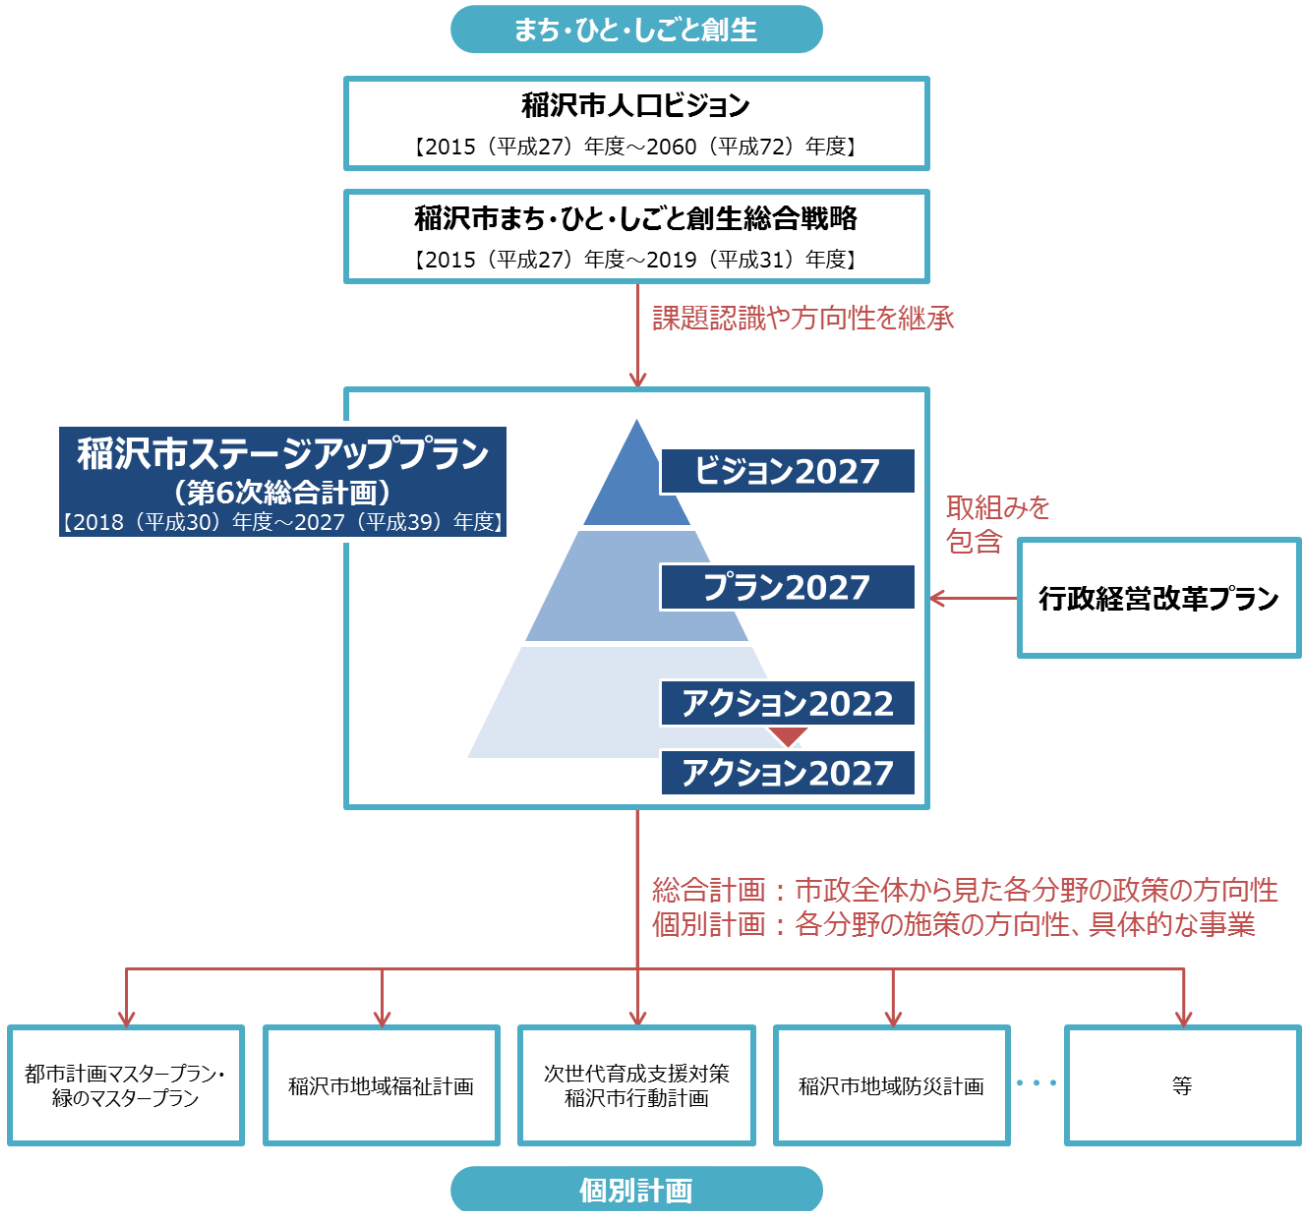 まち・ひと・しごと創生
稲沢市人口ビジョン
【2015（平成27）年度～2060（平成72）年度】
稲沢市まち・ひと・しごと創生総合戦略
【2015（平成27）年度～2019（平成31）年度】
課題認識や方向性を継承
稲沢市ステージアッププラン
（第6次総合計画）
【2018（平成30）年度～2027（平成39）年度】
ビジョン2027
プラン2027
アクション2022
アクション2027
取組みを
包含
行政経営改革プラン
総合計画：市政全体から見た各分野の政策の方向性
個別計画：各分野の施策の方向性、具体的な事業
都市計画マスタープラン・
緑のマスタープラン
稲沢市地域福祉計画
次世代育成支援対策
稲沢市行動計画
稲沢市地域防災計画
・・・
等
個別計画